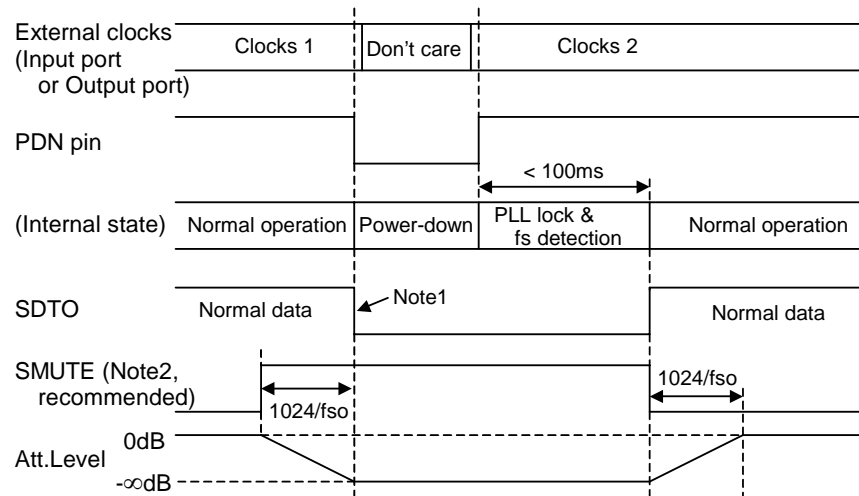 External clocks
(Input port
or Output port)
Clocks 1
Don't care
Clocks 2
PDN pin
< 100ms
(Internal state)
Normal operation
Power-down
PLL lock &
fs detection
Normal operation
SDTO
Normal data
Note1
Normal data
SMUTE (Note2,
recommended)
1024/fso
1024/fso
0dB
Att.Level
-∞dB